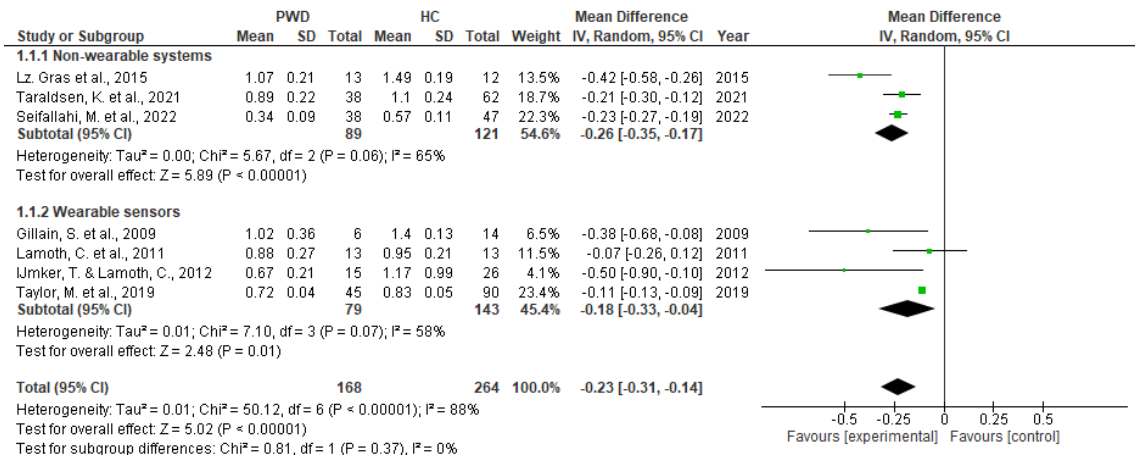 PWD HC Mean Difference Mean Difference
Study or Subgroup Mean SD Total Mean SD Total Weight IV, Random, 95% CI Year IV, Random, 95% CI
1.1.1 Non-wearable systems
Lz. Gras et al., 2015 1.07 0.21 13 1.49 0.19 12 13.5% -0.42 [-0.58, -0.26] 2015
Taraldsen, K. et al., 2021 0.89 0.22 38 1.1 0.24 62 18.7% -0.21 [-0.30, -0.12] 2021
Seifallahi, M. et al., 2022 0.34 0.09 38 0.57 0.11 47 22.3% -0.23 [-0.27, -0.19] 2022
Subtotal (95% CI) 89 121 54.6% -0.26 [-0.35, -0.17]
Heterogeneity: Tau² = 0.00; Chi² = 5.67, df = 2 (P = 0.06); I² = 65%
Test for overall effect: Z = 5.89 (P < 0.00001)
1.1.2 Wearable sensors
Gillain, S. et al., 2009 1.02 0.36 6 1.4 0.13 14 6.5% -0.38 [-0.68, -0.08] 2009
Lamoth, C. et al., 2011 0.88 0.27 13 0.95 0.21 13 11.5% -0.07 [-0.26, 0.12] 2011
IJmker, T. & Lamoth, C., 2012 0.67 0.21 15 1.17 0.99 26 4.1% -0.50 [-0.90, -0.10] 2012
Taylor, M. et al., 2019 0.72 0.04 45 0.83 0.05 90 23.4% -0.11 [-0.13, -0.09] 2019
Subtotal (95% CI) 79 143 45.4% -0.18 [-0.33, -0.04]
Heterogeneity: Tau² = 0.01; Chi² = 7.10, df = 3 (P = 0.07); I² = 58%
Test for overall effect: Z = 2.48 (P = 0.01)
Total (95% CI) 168 264 100.0% -0.23 [-0.31, -0.14]
Heterogeneity: Tau² = 0.01; Chi² = 50.12, df = 6 (P < 0.00001); I² = 88%
Test for overall effect: Z = 5.02 (P < 0.00001)
Test for subgroup differences: Chi² = 0.81, df = 1 (P = 0.37), I² = 0%
-0.5 -0.25 0 0.25 0.5
Favours [experimental] Favours [control]